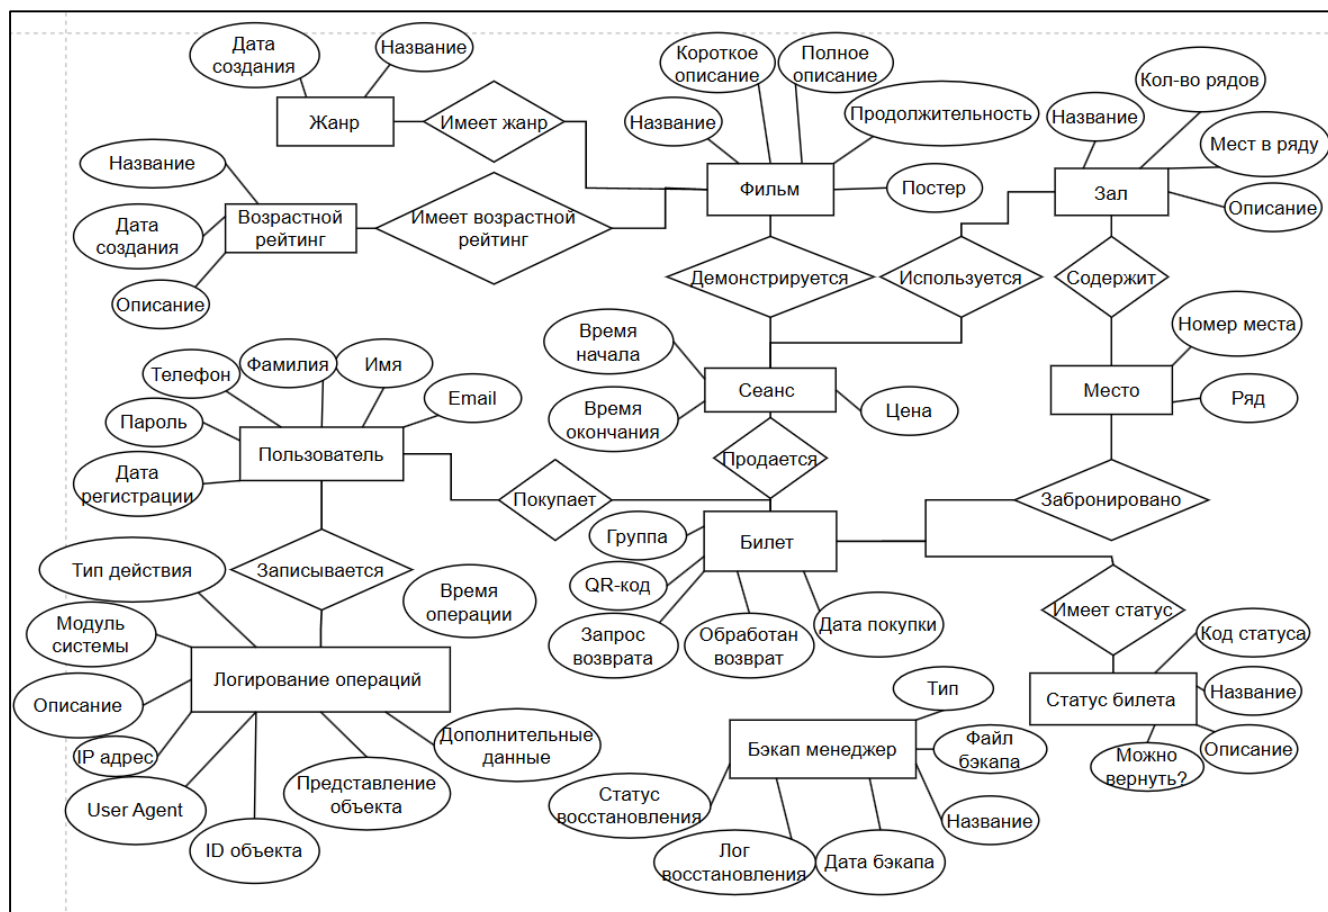 Дата
создания
Название
Жанр
Имеет жанр
Короткое
описание
Полное
описание
Название
Продолжительность
Фильм
Постер
Кол-во рядов
Название
Мест в ряду
Зал
Описание
Название
Дата
создания
Возрастной
рейтинг
Описание
Имеет возрастной
рейтинг
Демонстрируется
Используется
Содержит
Время
начала
Сеанс
Время
окончания
Цена
Номер места
Место
Ряд
Телефон
Фамилия
Имя
Email
Пароль
Пользователь
Дата
регистрации
Покупает
Продается
Забронировано
Группа
Билет
QR-код
Запрос
возврата
Обработан
возврат
Дата покупки
Тип действия
Записывается
Время
операции
Модуль
системы
Логирование операций
Описание
IP адрес
User Agent
ID объекта
Представление
объекта
Дополнительные
данные
Имеет статус
Код статуса
Статус билета
Название
Описание
Можно
вернуть?
Тип
Бэкап менеджер
Файл
бэкапа
Статус
восстановления
Лог
восстановления
Дата бэкапа
Название